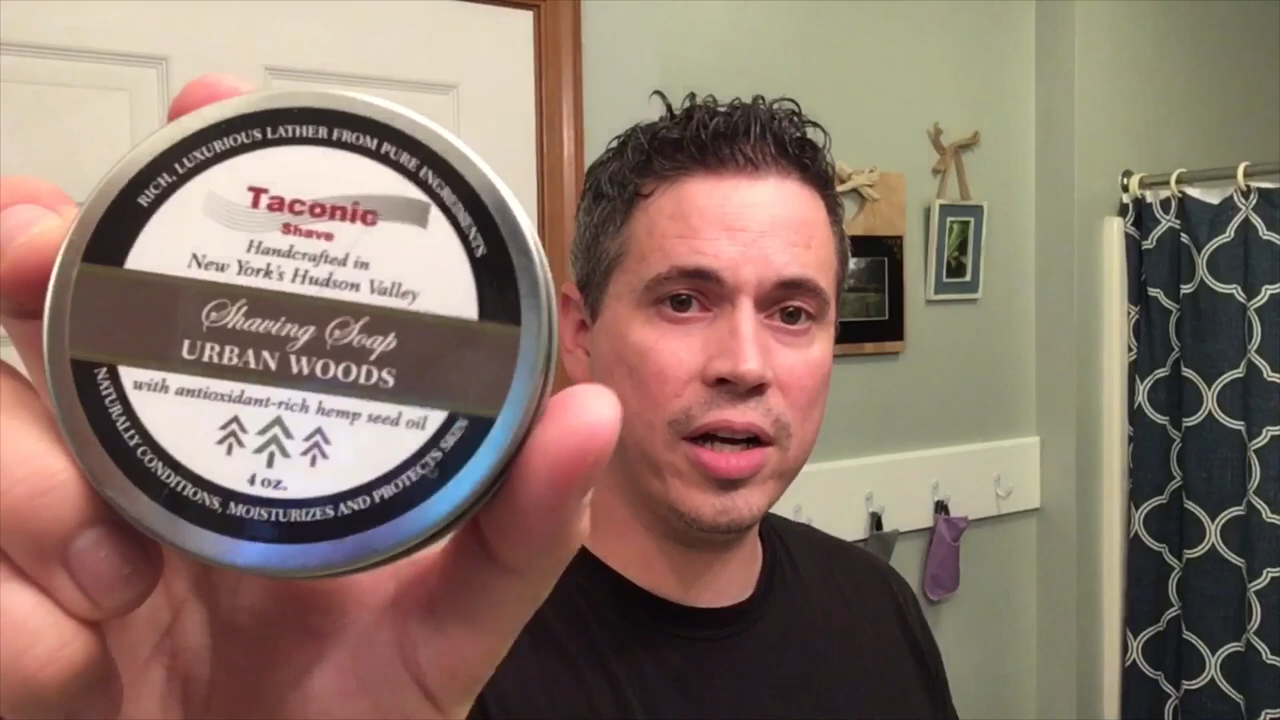 RICH, LUXURIOUS LATHER FROM PURE INGREDIENTS
Taconic
Shave
Handcrafted in
New York's Hudson Valley
Shaving Soap
URBAN WOODS
with antioxidant-rich hemp seed oil
4 oz.
NATURALLY CONDITIONS, MOISTURIZES AND PROTECTS SKIN